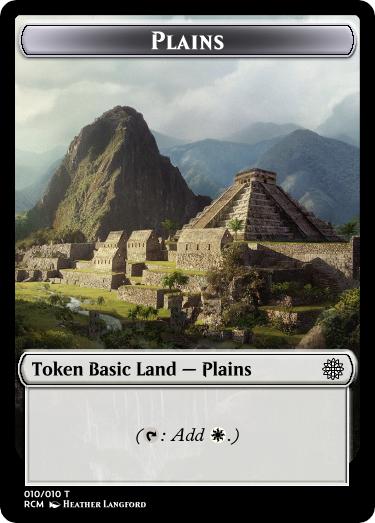 Plains
Token Basic Land — Plains
(T: Add W.)
010/010 T
RCM Heather Langford